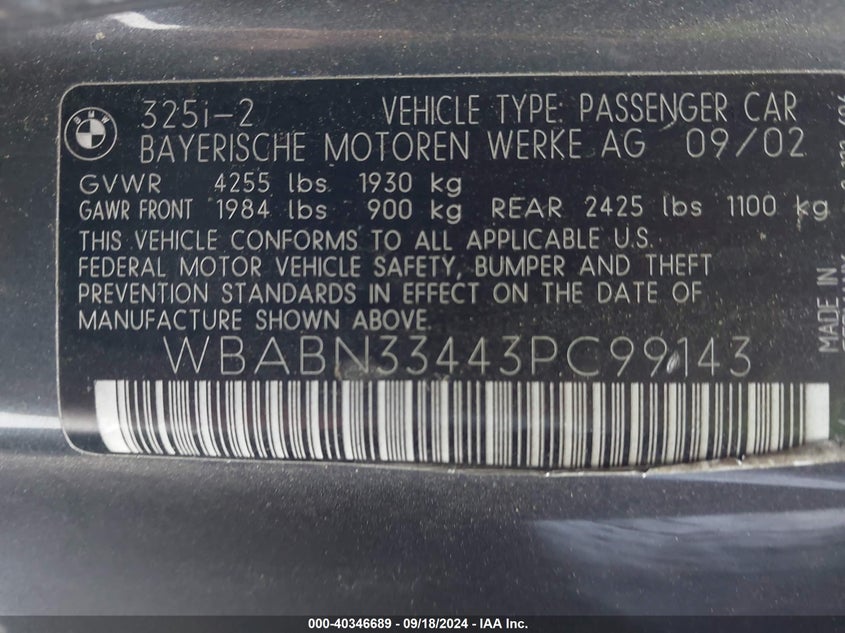 BMW
325i-2 VEHICLE TYPE: PASSENGER CAR
BAYERISCHE MOTOREN WERKE AG 09/02
GVWR 4255 lbs 1930 kg
GAWR FRONT 1984 lbs 900 kg REAR 2425 lbs 1100 kg
THIS VEHICLE CONFORMS TO ALL APPLICABLE U.S.
FEDERAL MOTOR VEHICLE SAFETY, BUMPER AND THEFT
PREVENTION STANDARDS IN EFFECT ON THE DATE OF
MANUFACTURE SHOWN ABOVE.
WBABN33443PC99143
MADE IN
000-40346689 - 09/18/2024 - IAA Inc.